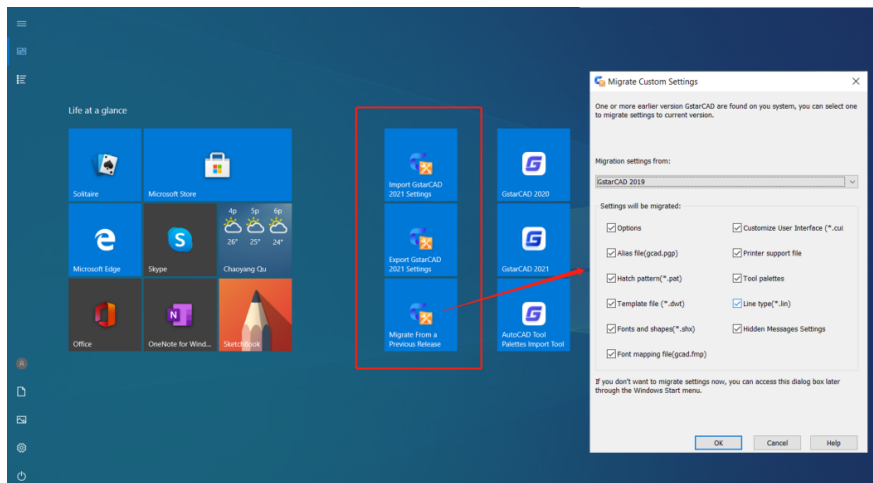 Life at a glance
Solitaire
Microsoft Store
Import GstarCAD
2021 Settings
GstarCAD 2020
4p 5p 6p
26° 25° 24°
Microsoft Edge
Skype
Chaoyang Qu
Export GstarCAD
2021 Settings
GstarCAD 2021
Office
OneNote for Wind...
SketchBook
Migrate From a
Previous Release
AutoCAD Tool
Palettes Import Tool
Migrate Custom Settings
One or more earlier version GstarCAD are found on you system, you can select one
to migrate settings to current version.
Migration settings from:
GstarCAD 2019
Settings will be migrated:
Options
Customize User Interface (*.cui
Alias file(gcad.pgp)
Printer support file
Hatch pattern(*.pat)
Tool palettes
Template file (*.dwt)
Line type(*.lin)
Fonts and shapes(*.shx)
Hidden Messages Settings
Font mapping file(gcad.fmp)
If you don't want to migrate settings now, you can access this dialog box later
through the Windows Start menu.
OK Cancel Help